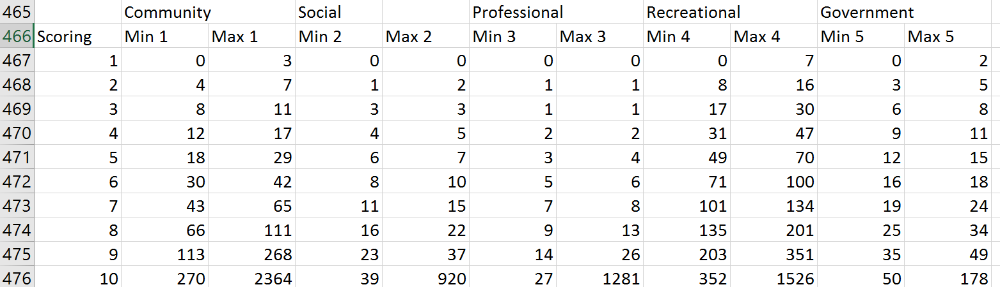 465 Community Social Professional Recreational Government
466 Scoring Min 1 Max 1 Min 2 Max 2 Min 3 Max 3 Min 4 Max 4 Min 5 Max 5
467 1 0 3 0 0 0 0 0 7 0 2
468 2 4 7 1 2 1 1 8 16 3 5
469 3 8 11 3 3 1 1 17 30 6 8
470 4 12 17 4 5 2 2 31 47 9 11
471 5 18 29 6 7 3 4 49 70 12 15
472 6 30 42 8 10 5 6 71 100 16 18
473 7 43 65 11 15 7 8 101 134 19 24
474 8 66 111 16 22 9 13 135 201 25 34
475 9 113 268 23 37 14 26 203 351 35 49
476 10 270 2364 39 920 27 1281 352 1526 50 178